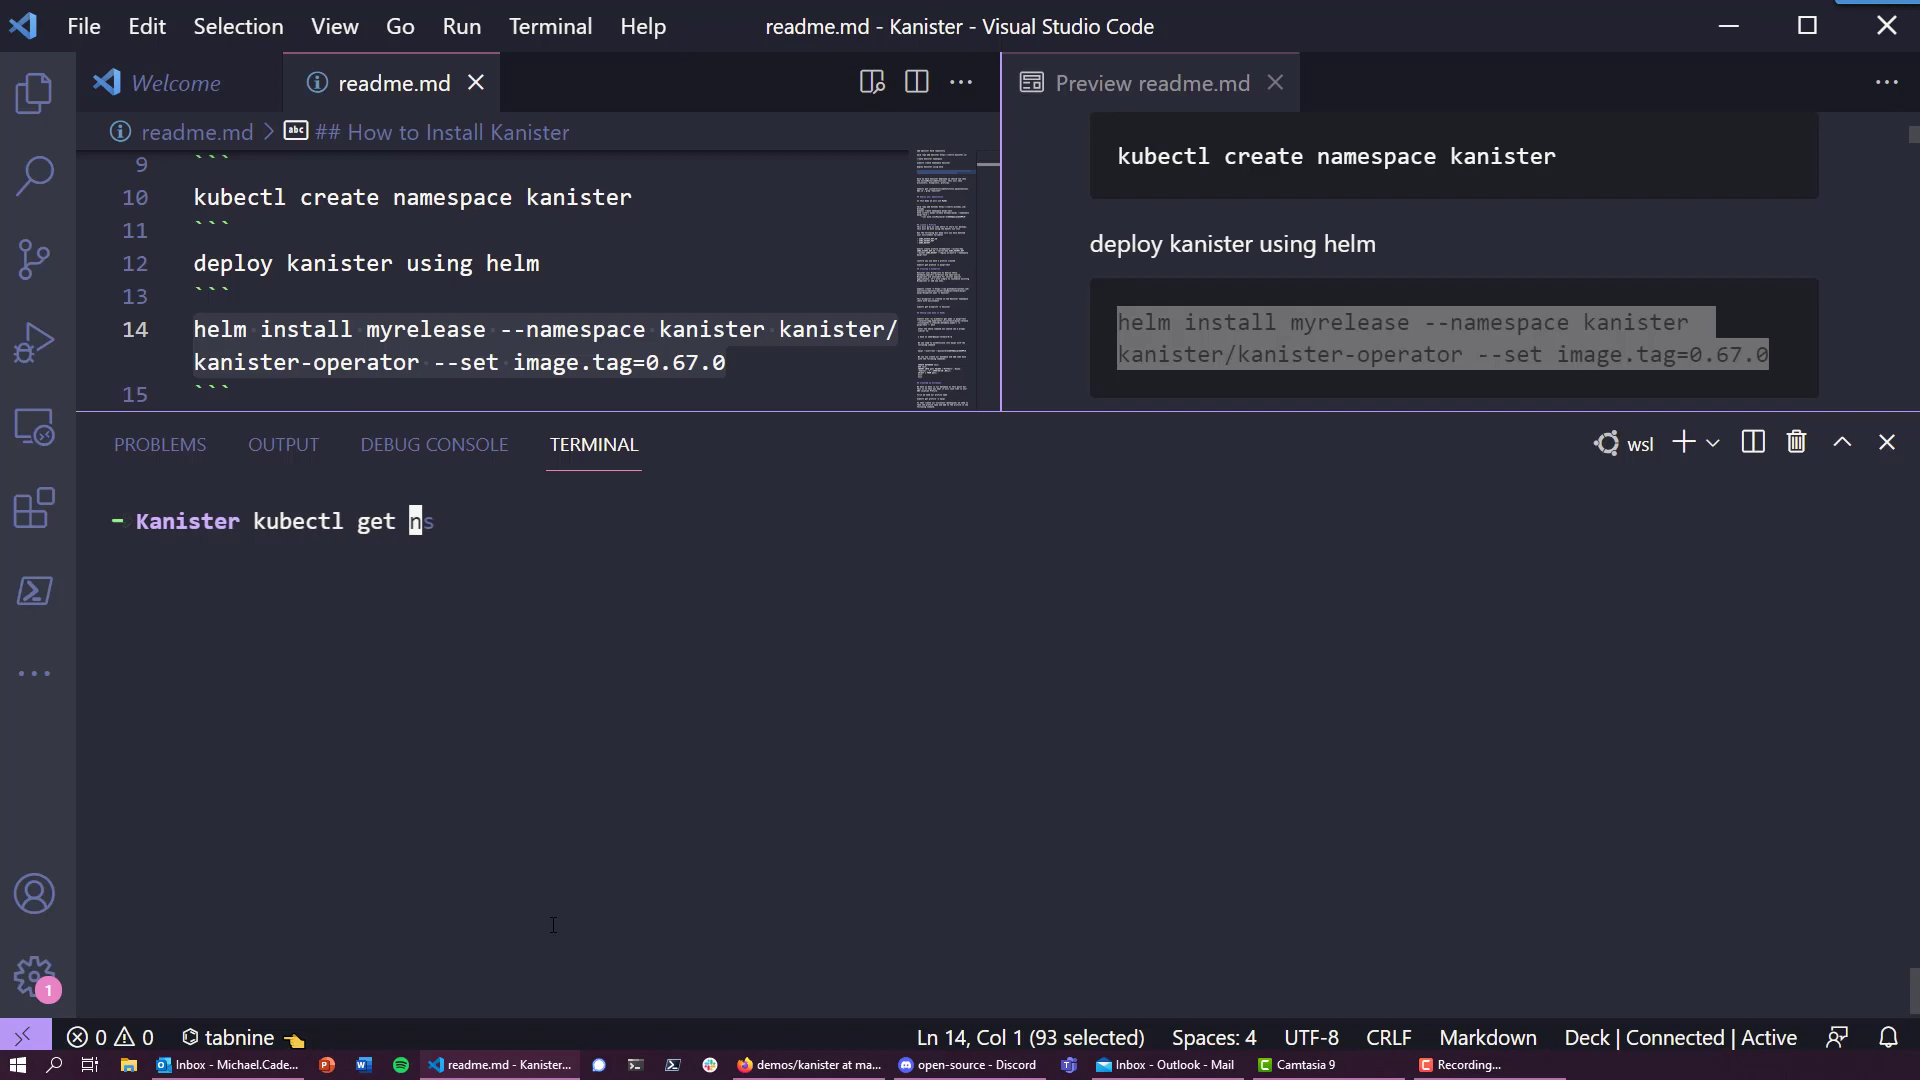 File Edit Selection View Go Run Terminal Help
readme.md - Kanister - Visual Studio Code
Welcome
readme.md
Preview readme.md
readme.md > ## How to Install Kanister
9 ```
10 kubectl create namespace kanister
11 ```
12 deploy kanister using helm
13 ```
14 helm install myrelease --namespace kanister kanister/
kanister-operator --set image.tag=0.67.0
15 ```
kubectl create namespace kanister
deploy kanister using helm
helm install myrelease --namespace kanister
kanister/kanister-operator --set image.tag=0.67.0
PROBLEMS OUTPUT DEBUG CONSOLE TERMINAL
wsl
Kanister kubectl get ns
1
0 0 tabnine
Ln 14, Col 1 (93 selected) Spaces: 4 UTF-8 CRLF Markdown Deck | Connected | Active
Inbox - Michael.Cade...
readme.md - Kanister...
demos/kanister at ma...
open-source - Discord
Inbox - Outlook - Mail
Camtasia 9
Recording...